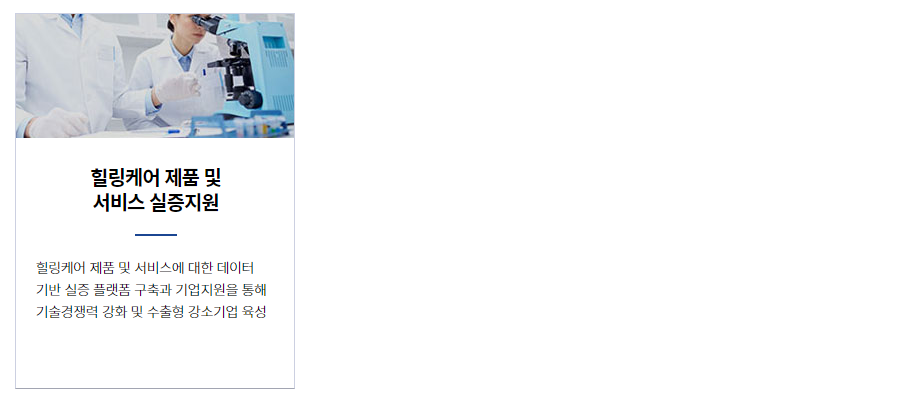 힐링케어 제품 및
서비스 실증지원
힐링케어 제품 및 서비스에 대한 데이터
기반 실증 플랫폼 구축과 기업지원을 통해
기술경쟁력 강화 및 수출형 강소기업 육성